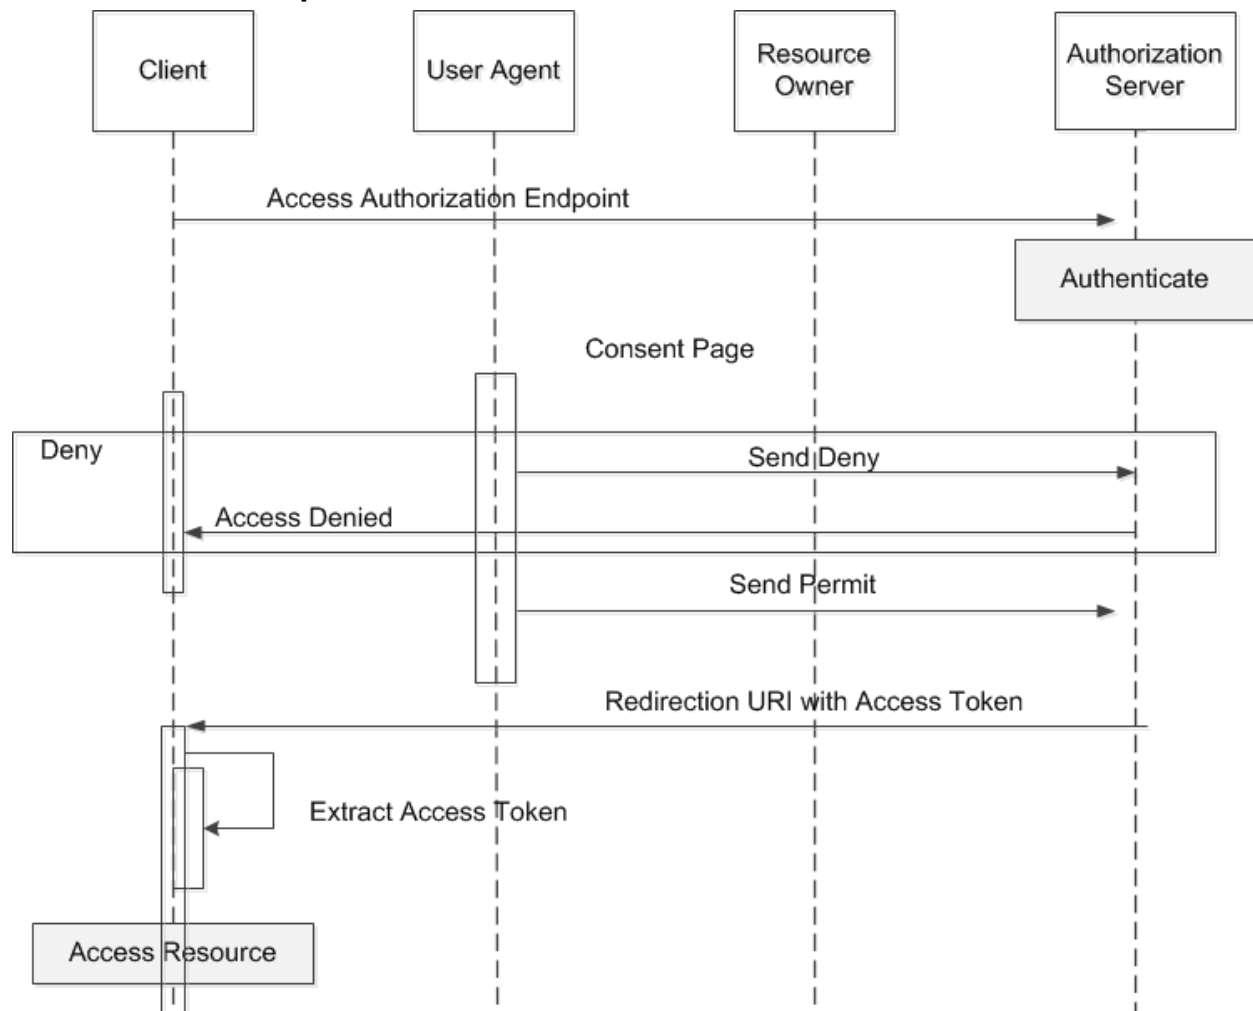 Client
User Agent
Resource
Owner
Authorization
Server
Access Authorization Endpoint
Authenticate
Consent Page
Deny
Send Deny
Access Denied
Send Permit
Redirection URI with Access Token
Extract Access Token
Access Resource